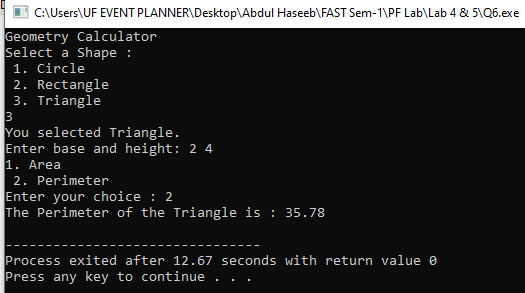 C:\Users\UF EVENT PLANNER\Desktop\Abdul Haseeb\FAST Sem-1\PF Lab\Lab 4 & 5\Q6.exe
Geometry Calculator
Select a Shape :
 1. Circle
 2. Rectangle
 3. Triangle
3
You selected Triangle.
Enter base and height: 2 4
1. Area
 2. Perimeter
Enter your choice : 2
The Perimeter of the Triangle is : 35.78

--------------------------------
Process exited after 12.67 seconds with return value 0
Press any key to continue . . .